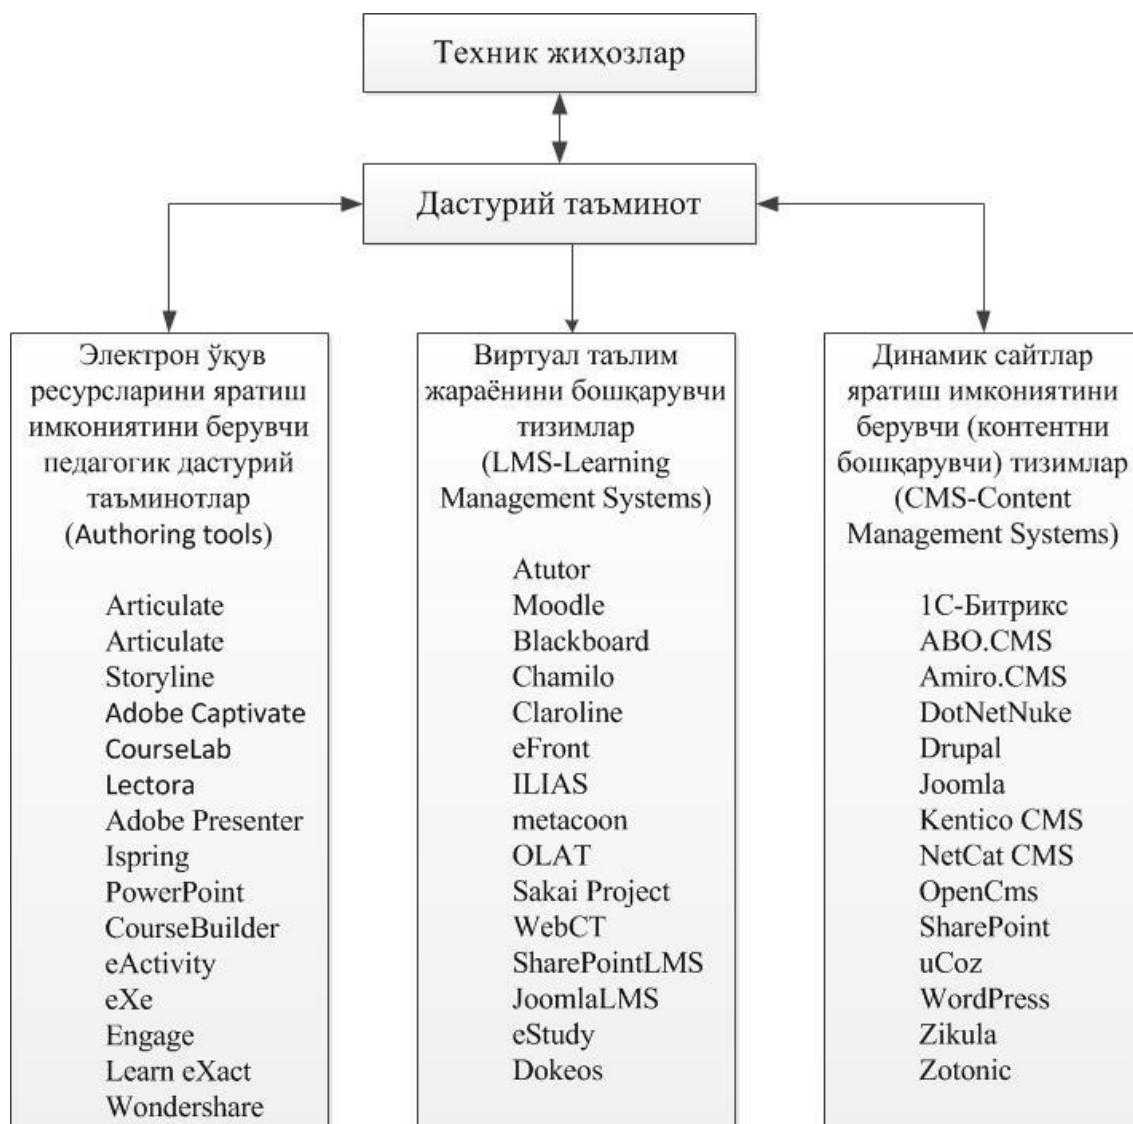 Техник жиҳозлар
Дастурий таъминот
Электрон ўқув
ресурсларини яратиш
имкониятини берувчи
педагогик дастурий
таъминотлар
(Authoring tools)
Articulate
Articulate
Storyline
Adobe Captivate
CourseLab
Lectora
Adobe Presenter
Ispring
PowerPoint
CourseBuilder
eActivity
eXe
Engage
Learn eXact
Wondershare
Виртуал таълим
жараёнини бошқарувчи
тизимлар
(LMS-Learning
Management Systems)
Atutor
Moodle
Blackboard
Chamilo
Claroline
eFront
ILIAS
metacoon
OLAT
Sakai Project
WebCT
SharePointLMS
JoomlaLMS
eStudy
Dokeos
Динамик сайтлар
яратиш имкониятини
берувчи (контентни
бошқарувчи) тизимлар
(CMS-Content
Management Systems)
1С-Битрикс
ABO.CMS
Amiro.CMS
DotNetNuke
Drupal
Joomla
Kentico CMS
NetCat CMS
OpenCms
SharePoint
uCoz
WordPress
Zikula
Zotonic